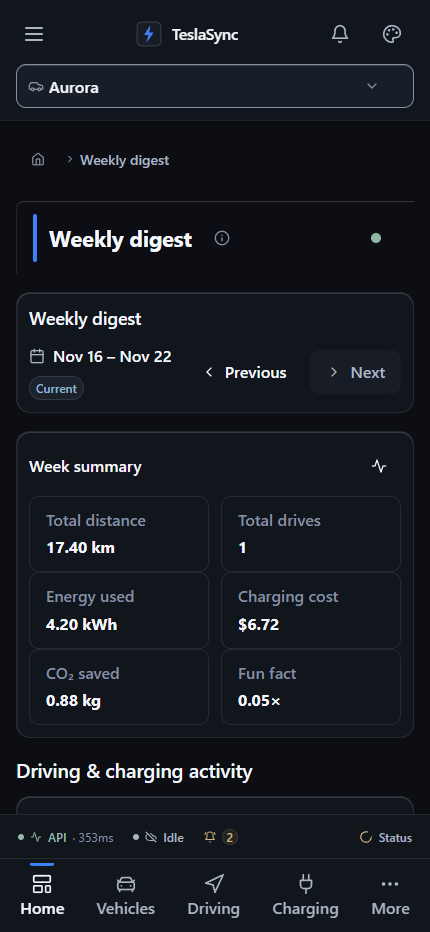 TeslaSync
Aurora
Weekly digest
Weekly digest
Weekly digest
Nov 16 – Nov 22
Current
Previous
Next
Week summary
Total distance
17.40 km
Total drives
1
Energy used
4.20 kWh
Charging cost
$6.72
CO₂ saved
0.88 kg
Fun fact
0.05×
Driving & charging activity
API · 353ms
Idle
2
Status
Home
Vehicles
Driving
Charging
More